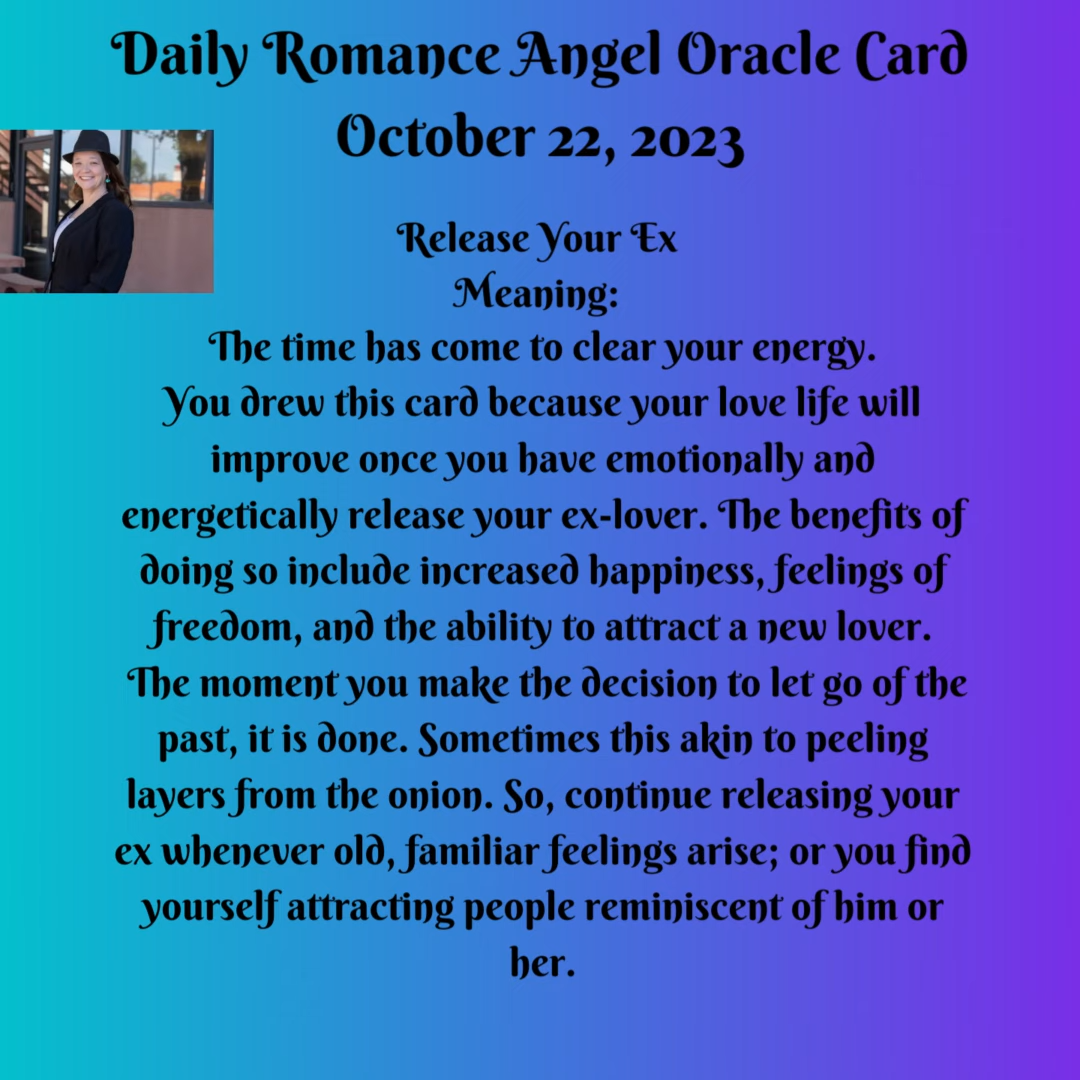 Daily Romance Angel Oracle Card
October 22, 2023
Release Your Ex
Meaning:
The time has come to clear your energy.
You drew this card because your love life will
improve once you have emotionally and
energetically release your ex-lover. The benefits of
doing so include increased happiness, feelings of
freedom, and the ability to attract a new lover.
The moment you make the decision to let go of the
past, it is done. Sometimes this akin to peeling
layers from the onion. So, continue releasing your
ex whenever old, familiar feelings arise; or you find
yourself attracting people reminiscent of him or
her.